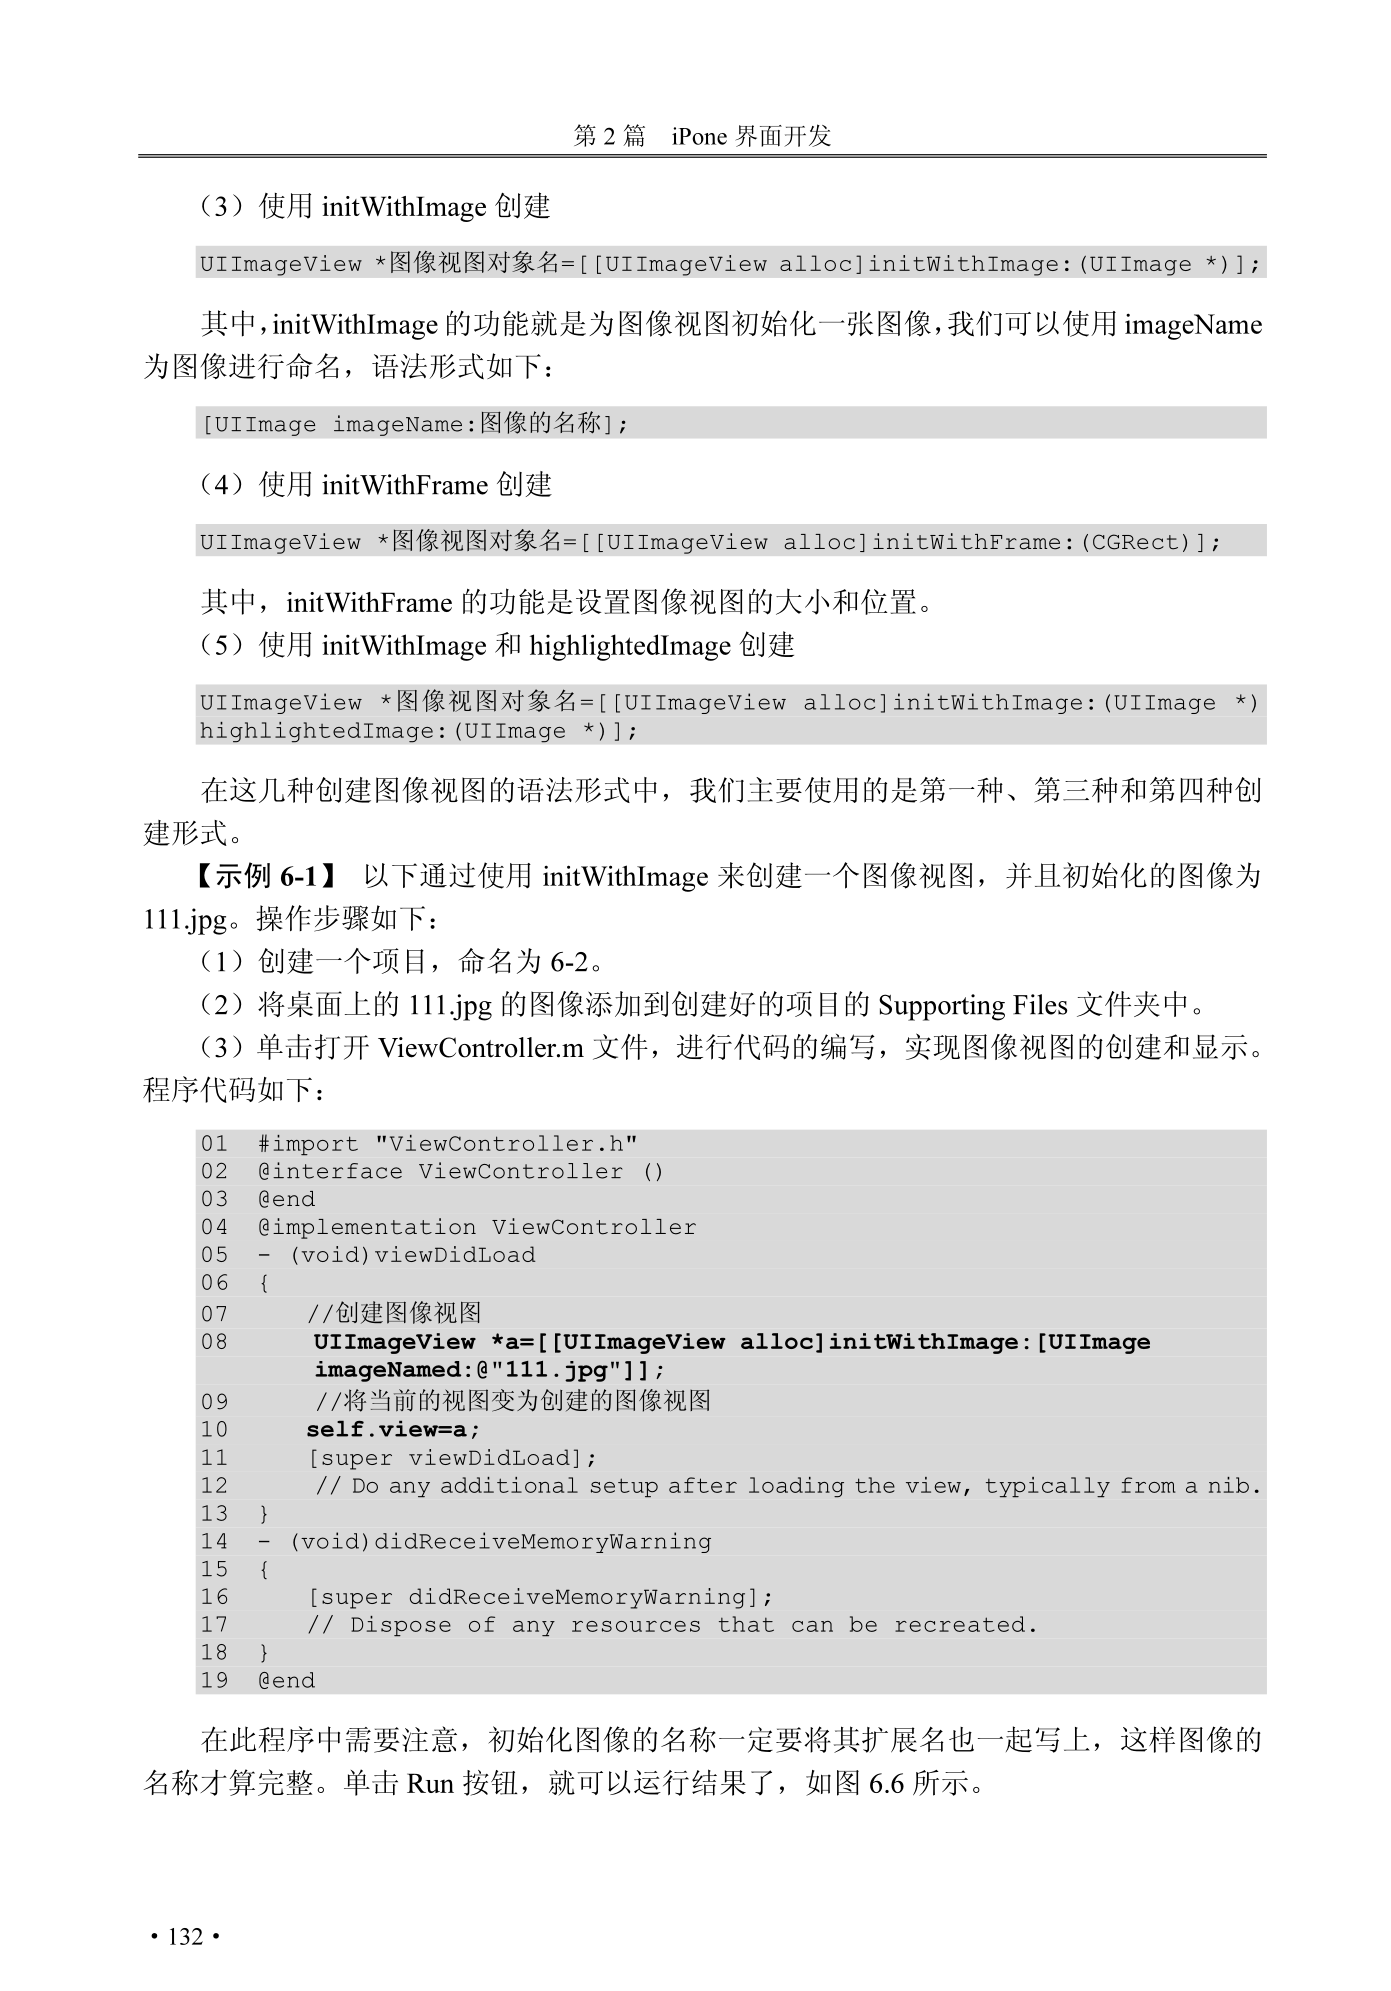 第 2 篇　iPone 界面开发
（3）使用 initWithImage 创建
UIImageView *图像视图对象名=[[UIImageView alloc]initWithImage:(UIImage *)];
其中，initWithImage 的功能就是为图像视图初始化一张图像，我们可以使用 imageName
为图像进行命名，语法形式如下：
[UIImage imageName:图像的名称];
（4）使用 initWithFrame 创建
UIImageView *图像视图对象名=[[UIImageView alloc]initWithFrame:(CGRect)];
其中，initWithFrame 的功能是设置图像视图的大小和位置。
（5）使用 initWithImage 和 highlightedImage 创建
UIImageView *图像视图对象名=[[UIImageView alloc]initWithImage:(UIImage *)
highlightedImage:(UIImage *)];
在这几种创建图像视图的语法形式中，我们主要使用的是第一种、第三种和第四种创
建形式。
【示例 6-1】 以下通过使用 initWithImage 来创建一个图像视图，并且初始化的图像为
111.jpg。操作步骤如下：
（1）创建一个项目，命名为 6-2。
（2）将桌面上的 111.jpg 的图像添加到创建好的项目的 Supporting Files 文件夹中。
（3）单击打开 ViewController.m 文件，进行代码的编写，实现图像视图的创建和显示。
程序代码如下：
01 #import "ViewController.h"
02 @interface ViewController ()
03 @end
04 @implementation ViewController
05 - (void)viewDidLoad
06 {
07 //创建图像视图
08 UIImageView *a=[[UIImageView alloc]initWithImage:[UIImage
imageNamed:@"111.jpg"]];
09 //将当前的视图变为创建的图像视图
10 self.view=a;
11 [super viewDidLoad];
12 // Do any additional setup after loading the view, typically from a nib.
13 }
14 - (void)didReceiveMemoryWarning
15 {
16 [super didReceiveMemoryWarning];
17 // Dispose of any resources that can be recreated.
18 }
19 @end
在此程序中需要注意，初始化图像的名称一定要将其扩展名也一起写上，这样图像的
名称才算完整。单击 Run 按钮，就可以运行结果了，如图 6.6 所示。
• 132 •